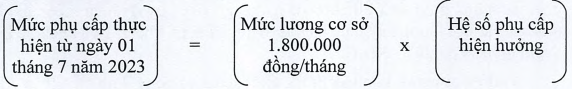 Mức phụ cấp thực
hiện từ ngày 01
tháng 7 năm 2023
=
Mức lương cơ sở
1.800.000
đồng/tháng
x
Hệ số phụ cấp
hiện hưởng